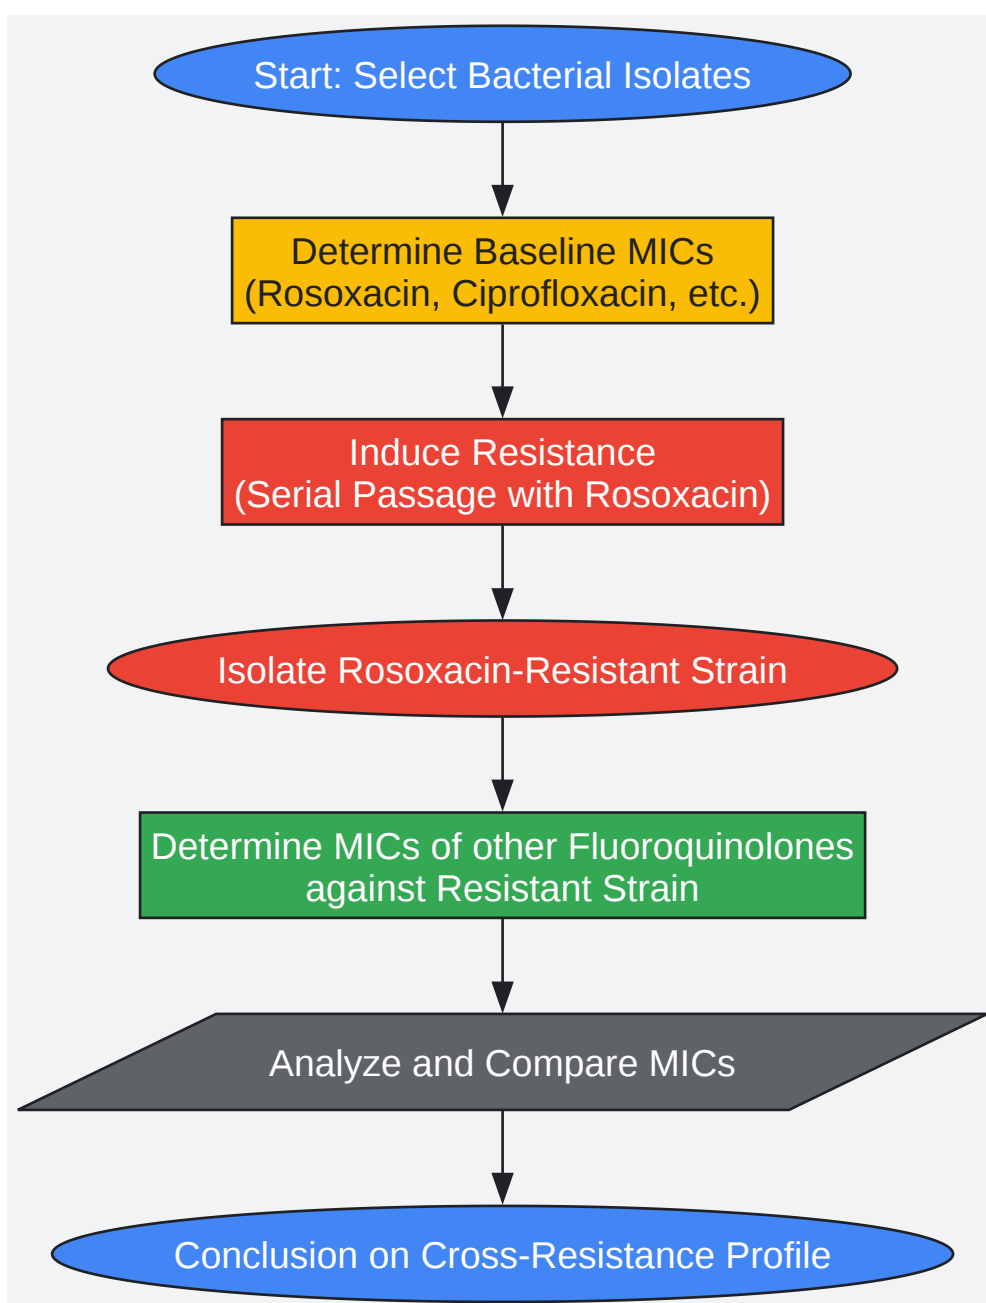 Start: Select Bacterial Isolates
Determine Baseline MICs
(Rosoxacin, Ciprofloxacin, etc.)
Induce Resistance
(Serial Passage with Rosoxacin)
Isolate Rosoxacin-Resistant Strain
Determine MICs of other Fluoroquinolones
against Resistant Strain
Analyze and Compare MICs
Conclusion on Cross-Resistance Profile